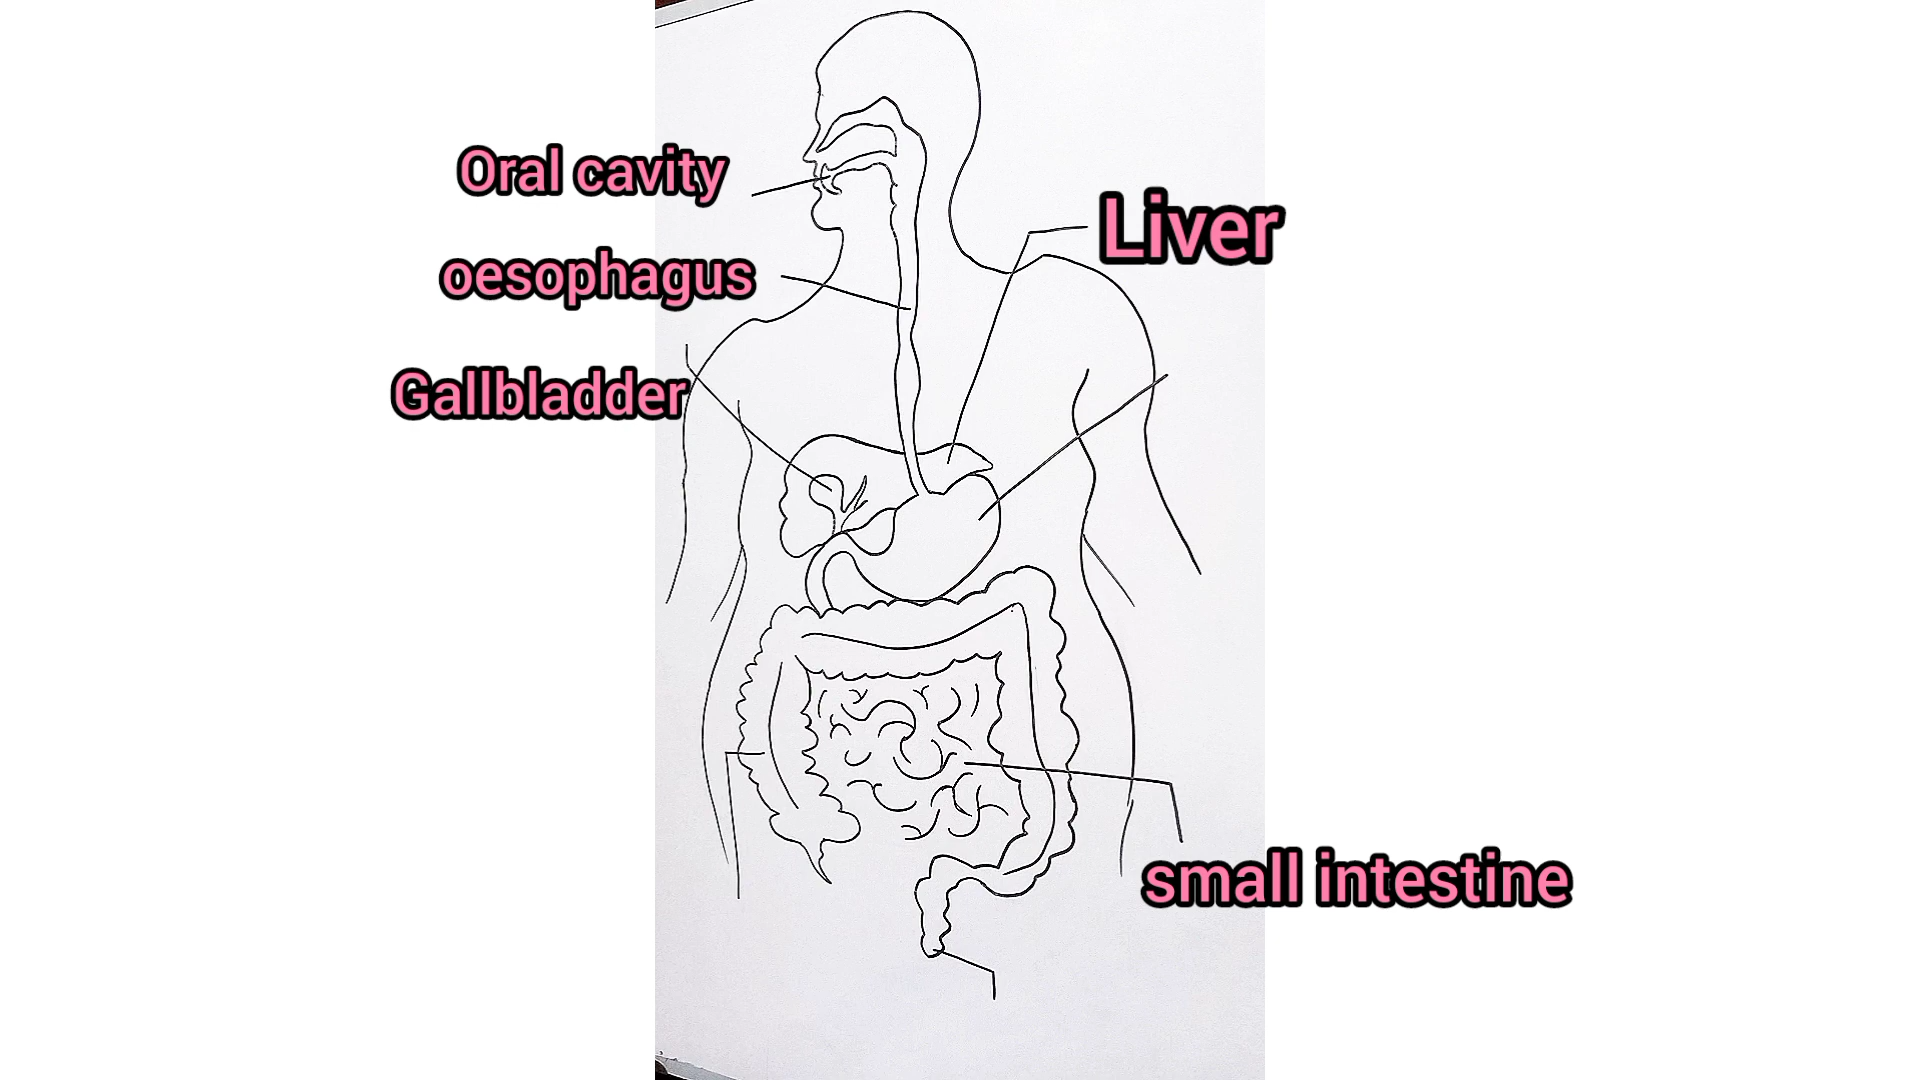 Oral cavity
oesophagus
Gallbladder
Liver
small intestine